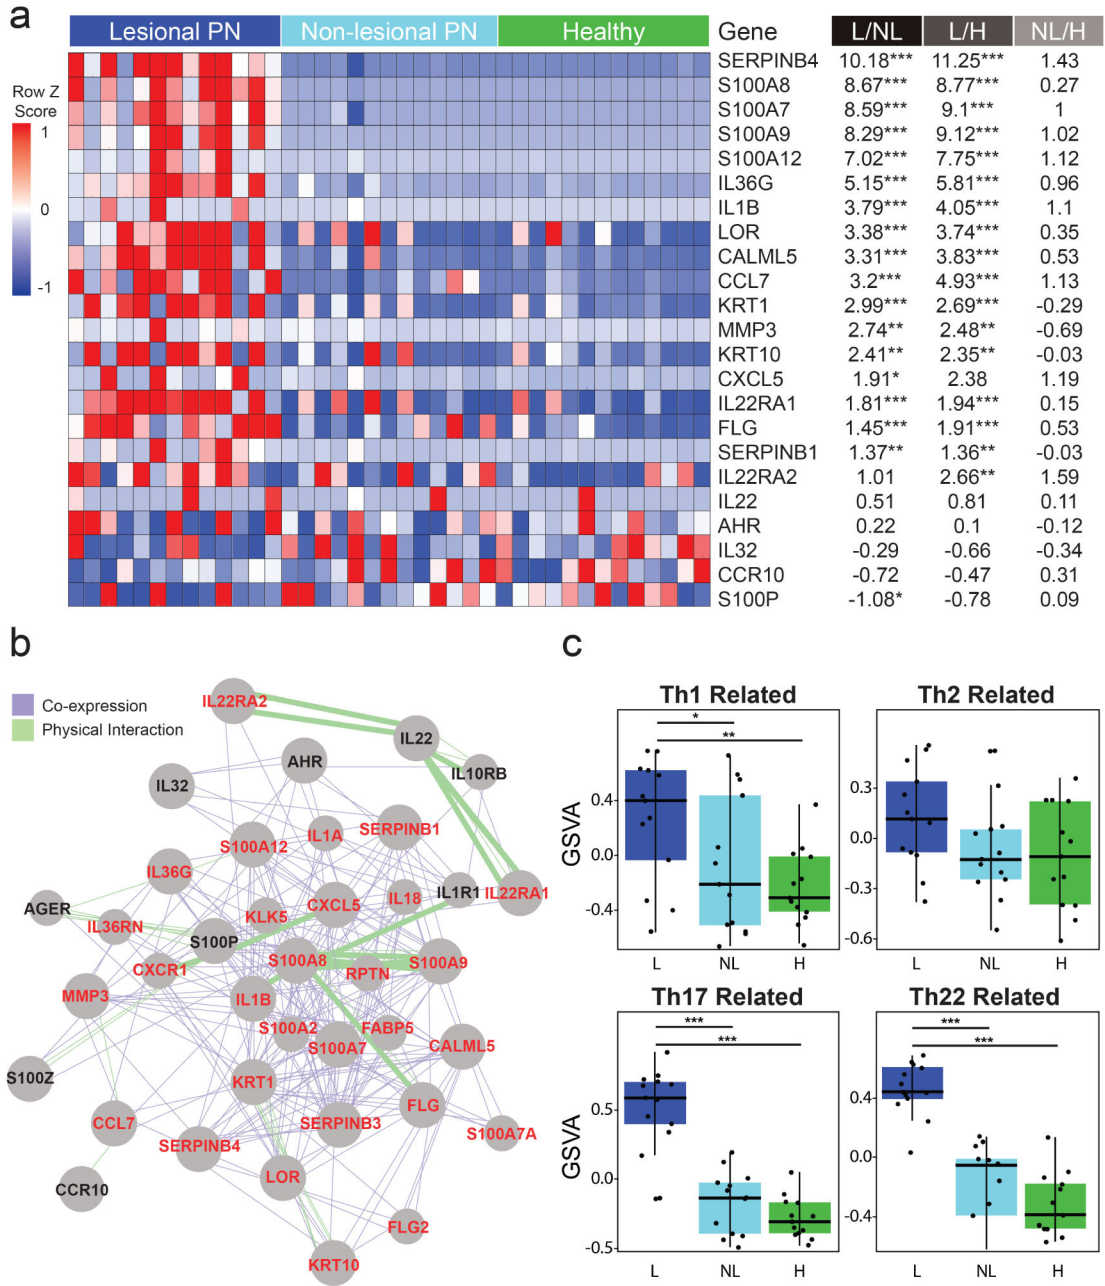 a
Lesional PN Non-lesional PN Healthy Gene L/NL L/H NL/H
Row Z
Score
1
0
-1
SERPINB4 10.18*** 11.25*** 1.43
S100A8 8.67*** 8.77*** 0.27
S100A7 8.59*** 9.1*** 1
S100A9 8.29*** 9.12*** 1.02
S100A12 7.02*** 7.75*** 1.12
IL36G 5.15*** 5.81*** 0.96
IL1B 3.79*** 4.05*** 1.1
LOR 3.38*** 3.74*** 0.35
CALML5 3.31*** 3.83*** 0.53
CCL7 3.2*** 4.93*** 1.13
KRT1 2.99*** 2.69*** -0.29
MMP3 2.74** 2.48** -0.69
KRT10 2.41** 2.35** -0.03
CXCL5 1.91* 2.38 1.19
IL22RA1 1.81*** 1.94*** 0.15
FLG 1.45*** 1.91*** 0.53
SERPINB1 1.37** 1.36** -0.03
IL22RA2 1.01 2.66** 1.59
IL22 0.51 0.81 0.11
AHR 0.22 0.1 -0.12
IL32 -0.29 -0.66 -0.34
CCR10 -0.72 -0.47 0.31
S100P -1.08* -0.78 0.09
b
Co-expression
Physical Interaction
IL22RA2
IL22
AHR
IL10RB
IL32
SERPINB1
IL1A
S100A12
IL36G
IL1R1
IL22RA1
IL18
CXCL5
AGER
KLK5
IL36RN
S100P
S100A8
S100A9
CXCR1
RPTN
MMP3
IL1B
S100A2
FABP5
S100A7
CALML5
S100Z
KRT1
FLG
CCL7
SERPINB3
S100A7A
SERPINB4
LOR
CCR10
FLG2
KRT10
c
Th1 Related
*
**
GSVA
0.4
0.0
-0.4
L NL H
Th2 Related
0.3
0.0
-0.3
-0.6
L NL H
Th17 Related
***
***
GSVA
0.5
0.0
-0.5
L NL H
Th22 Related
***
***
0.4
0.0
-0.4
L NL H